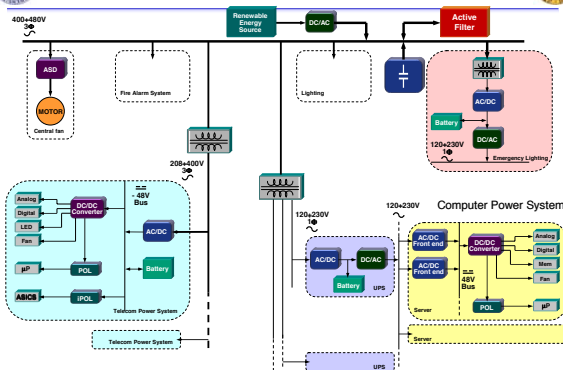 400÷480V
3Φ
Renewable
Energy
Source
DC/AC
Active
Filter
ASD
MOTOR
Central fan
Fire Alarm System
Lighting
AC/DC
Battery
DC/AC
120÷230V
1Φ
Emergency Lighting
208÷400V
3Φ
Analog
Digital
LED
Fan
DC/DC
Converter
- 48V
Bus
AC/DC
µP
POL
Battery
ASICS
iPOL
Telecom Power System
Telecom Power System
120÷230V
1Φ
AC/DC
DC/AC
Battery
UPS
UPS
120÷230V
Computer Power System
AC/DC
Front end
AC/DC
Front end
DC/DC
Converter
48V
Bus
Analog
Digital
Mem
Fan
POL
µP
Server
Server